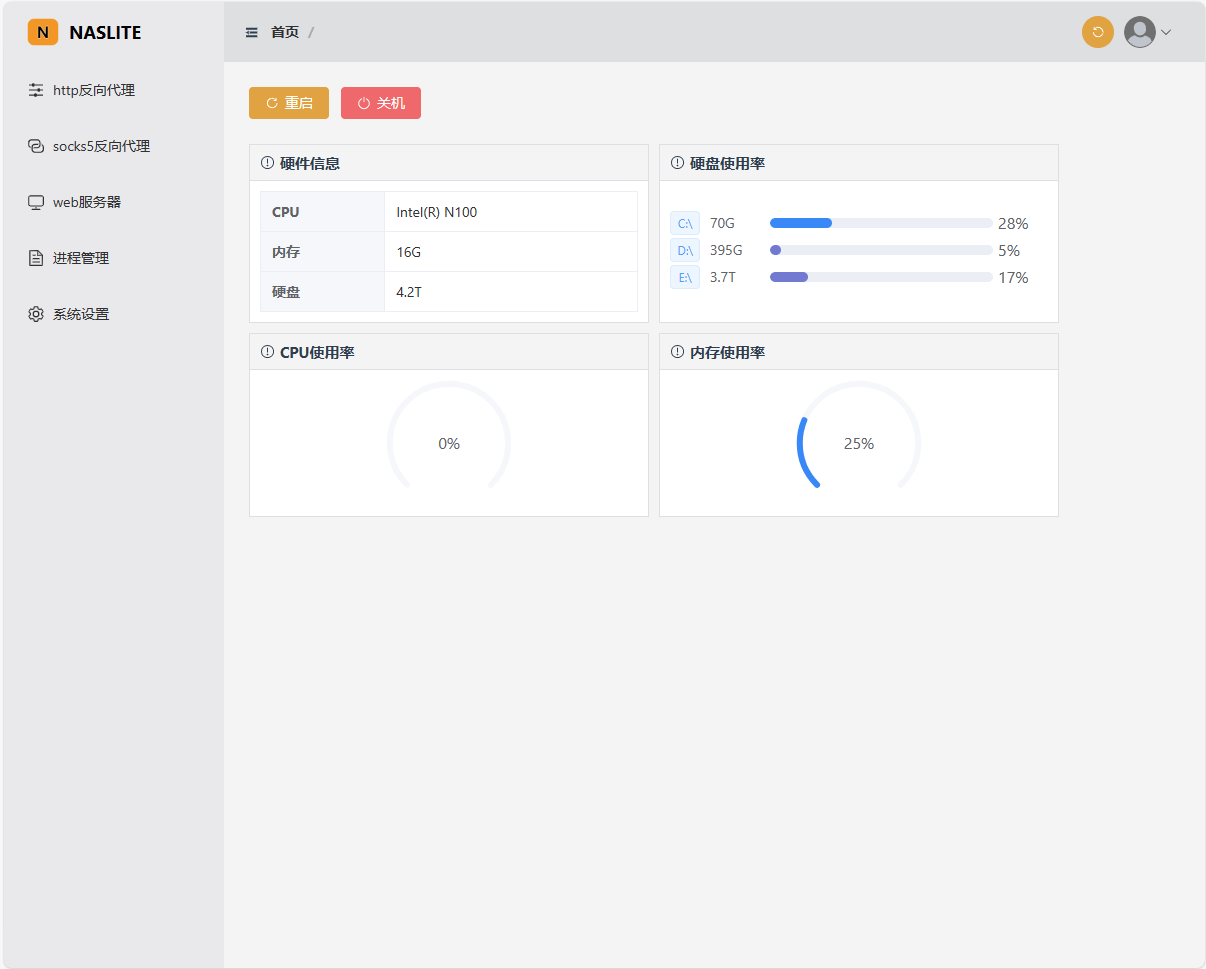 N NASLITE
首页 /
http反向代理
socks5反向代理
web服务器
进程管理
系统设置
重启 关机
硬件信息
CPU Intel(R) N100
内存 16G
硬盘 4.2T
硬盘使用率
C:\ 70G 28%
D:\ 395G 5%
E:\ 3.7T 17%
CPU使用率
0%
内存使用率
25%